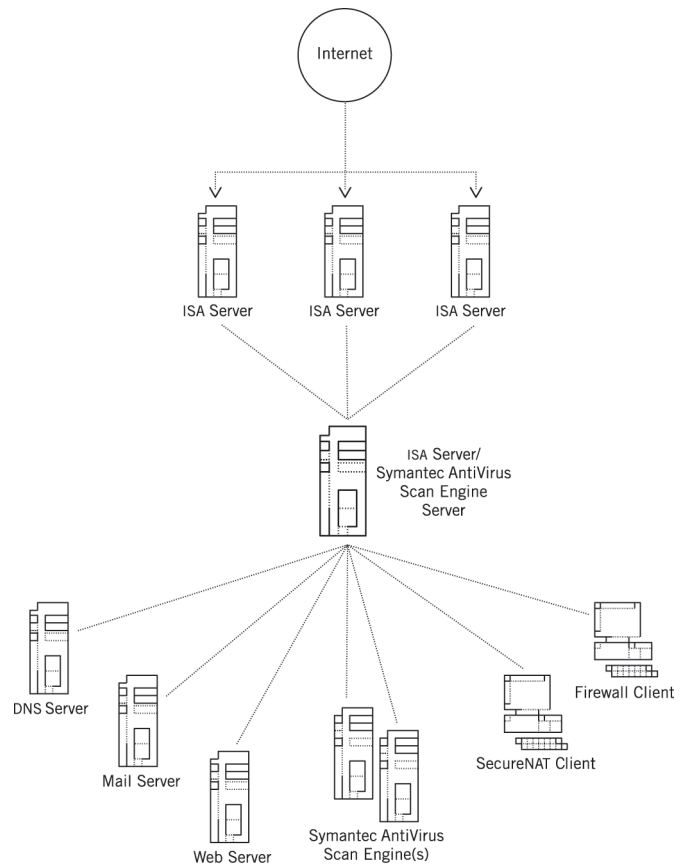 Internet
ISA Server
ISA Server
ISA Server
ISA Server/
Symantec AntiVirus
Scan Engine
Server
DNS Server
Mail Server
Web Server
Symantec AntiVirus
Scan Engine(s)
SecureNAT Client
Firewall Client